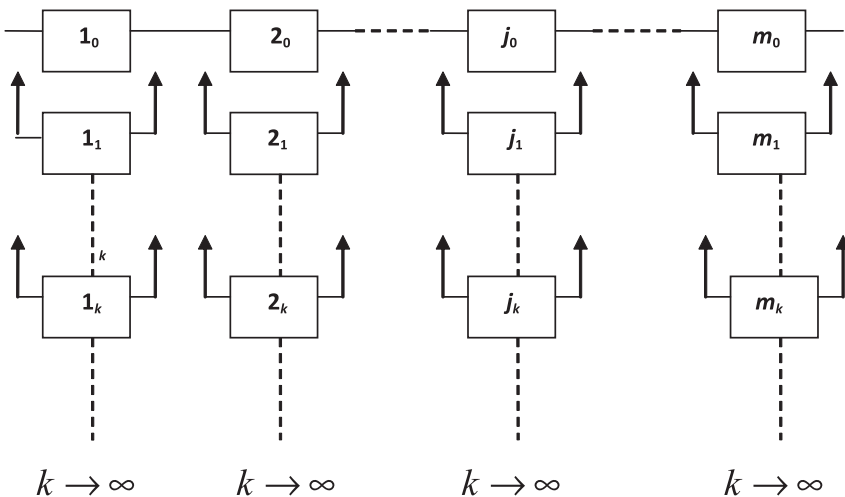 1₀ 2₀ j₀ m₀
1₁ 2₁ j₁ m₁
k
1ₖ 2ₖ jₖ mₖ
k → ∞ k → ∞ k → ∞ k → ∞